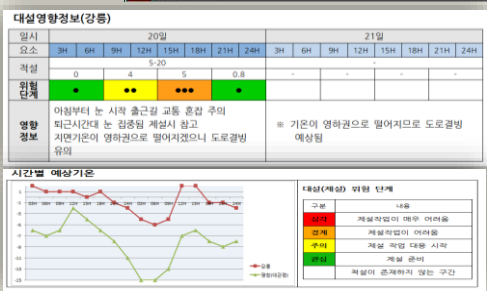 대설영향정보(강릉)
일시 20일 21일
요소 3H 6H 9H 12H 15H 18H 21H 24H 3H 6H 9H 12H 15H 18H 21H 24H
적설 5-20 -
0 4 5 0.8 - - - -
위험
단계
영향
정보
아침부터 눈 시작 출근길 교통 혼잡 주의
퇴근시간대 눈 집중됨 제설시 참고
지면기온이 영하권으로 떨어지겠으니 도로결빙
유의
※ 기온이 영하권으로 떨어지므로 도로결빙
예상됨
시간별 예상기온
대설(제설) 위험 단계
구분 내용
심각 제설작업이 매우 어려움
경계 제설작업이 어려움
주의 제설 작업 대응 시작
관심 제설 준비
적설이 존재하지 않는 구간